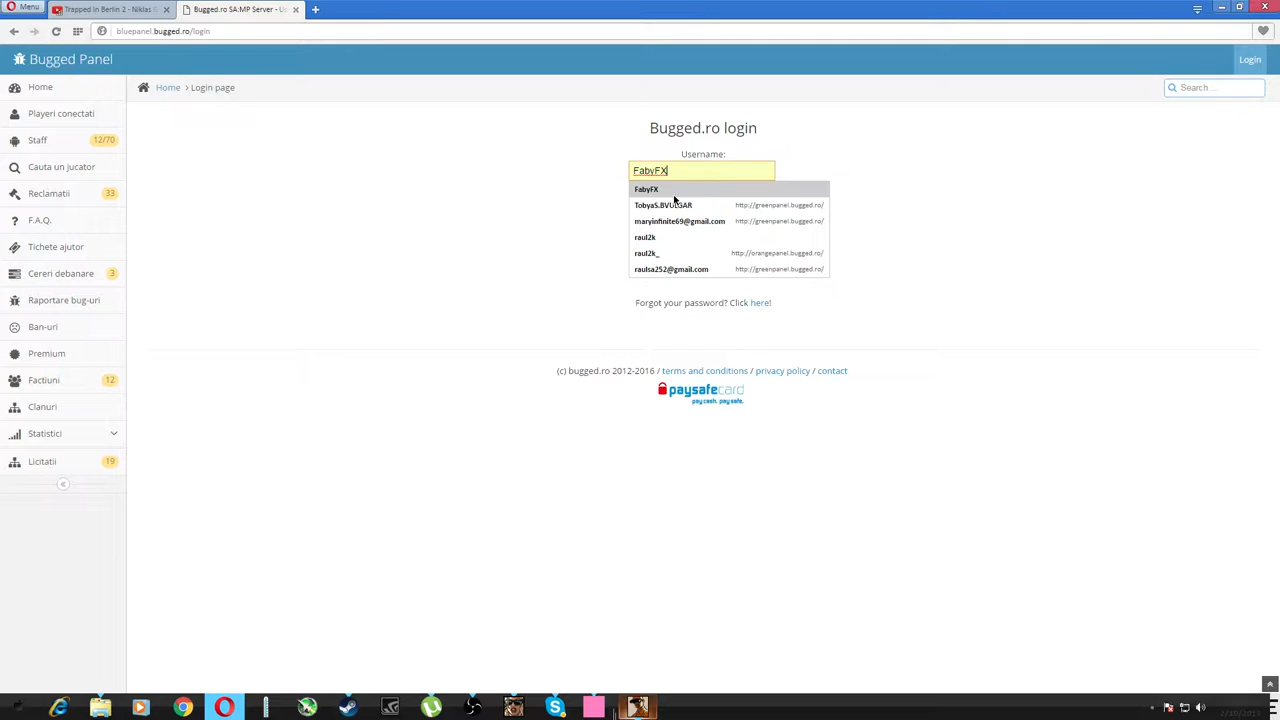 Menu
Trapped in Berlin 2 - Niklas
Bugged.ro SA:MP Server - U
bluepanel.bugged.ro/login
Bugged Panel
Login
Home
Home > Login page
Search ...
Playeri conectati
Staff 12/70
Cauta un jucator
Reclamatii 33
F.A.Q.
Tichete ajutor
Cereri debanare 3
Raportare bug-uri
Ban-uri
Premium
Factiuni 12
Clanuri
Statistici
Licitatii 19
Bugged.ro login
Username:
FabyFX
FabyFX
TobyaS.BVULGAR http://greenpanel.bugged.ro/
maryinfinite69@gmail.com http://greenpanel.bugged.ro/
raul2k
raul2k_ http://orangepanel.bugged.ro/
raulsa252@gmail.com http://greenpanel.bugged.ro/
Forgot your password? Click here!
(c) bugged.ro 2012-2016 / terms and conditions / privacy policy / contact
paysafecard
pay cash. pay safe.